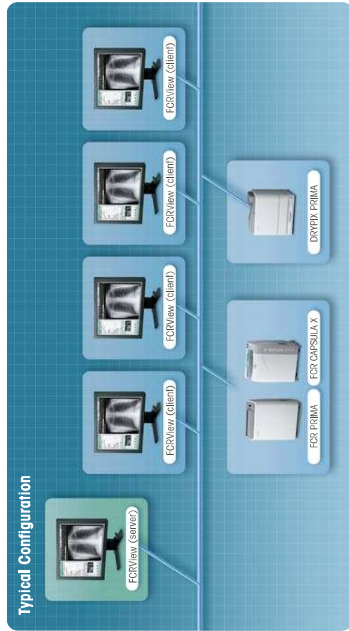 Typical Configuration
FCRView (server)
FCRView (client)
FCRView (client)
FCRView (client)
FCRView (client)
FCR PRIMA
FCR CAPSULA X
DRYPIX PRIMA